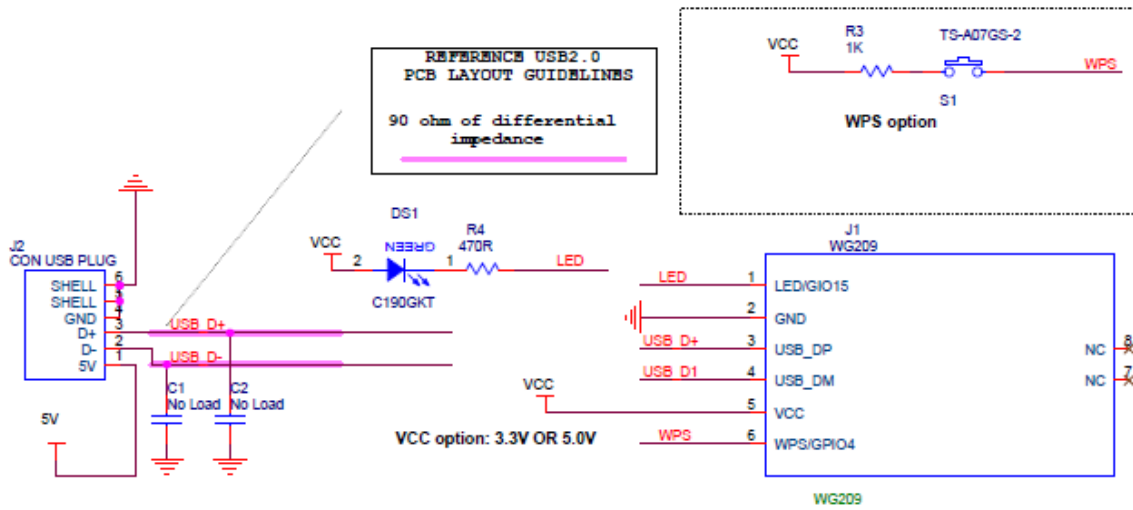 REFERENCE USB2.0
PCB LAYOUT GUIDELINES
90 ohm of differential
impedance
VCC
R3
1K
TS-A07GS-2
WPS
S1
WPS option
J2
CON USB PLUG
SHELL
SHELL
GND
D+
D-
5V
6
5
4
3
2
1
USB_D+
USB_D-
C1
No Load
C2
No Load
5V
DS1
VCC
2
GREEN
1
C190GKT
R4
470R
LED
VCC option: 3.3V OR 5.0V
J1
WG209
LED
1
LED/GIO15
2
GND
USB_D+
3
USB_DP
USB_D1
4
USB_DM
VCC
5
VCC
WPS
6
WPS/GPIO4
NC
8
NC
7
WG209